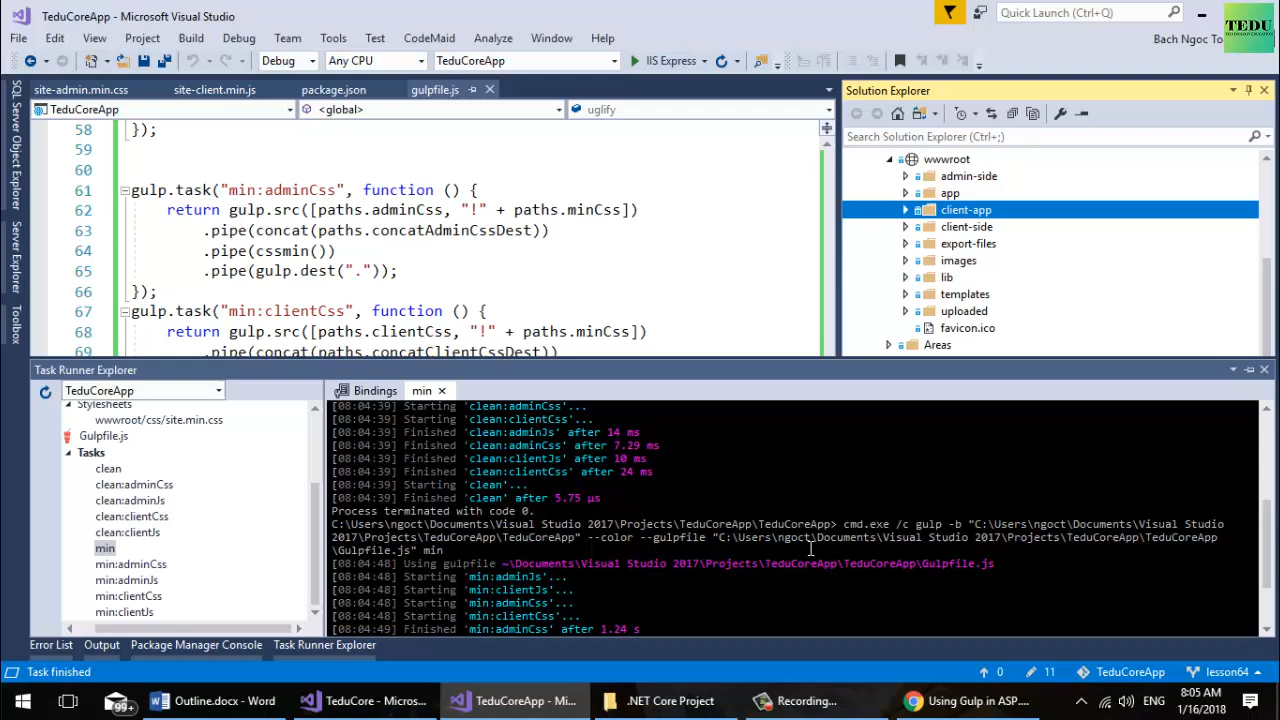 TeduCoreApp - Microsoft Visual Studio
Quick Launch (Ctrl+Q)
TEDU
File Edit View Project Build Debug Team Tools Test CodeMaid Analyze Window Help
Bach Ngoc To
Debug Any CPU TeduCoreApp IIS Express
site-admin.min.css site-client.min.js package.json gulpfile.js
TeduCoreApp <global> uglify
58 });
59
60
61 gulp.task("min:adminCss", function () {
62 return gulp.src([paths.adminCss, "!" + paths.minCss])
63 .pipe(concat(paths.concatAdminCssDest))
64 .pipe(cssmin())
65 .pipe(gulp.dest("."));
66 });
67 gulp.task("min:clientCss", function () {
68 return gulp.src([paths.clientCss, "!" + paths.minCss])
69 .pipe(concat(paths.concatClientCssDest))
SQL Server Object Explorer
Server Explorer
Toolbox
Solution Explorer
Search Solution Explorer (Ctrl+;)
wwwroot
admin-side
app
client-app
client-side
export-files
images
lib
templates
uploaded
favicon.ico
Areas
Task Runner Explorer
TeduCoreApp
Stylesheets
wwwroot/css/site.min.css
Gulpfile.js
Tasks
clean
clean:adminCss
clean:adminJs
clean:clientCss
clean:clientJs
min
min:adminCss
min:adminJs
min:clientCss
min:clientJs
Bindings min
[08:04:39] Starting 'clean:adminCss'...
[08:04:39] Starting 'clean:clientCss'...
[08:04:39] Finished 'clean:adminJs' after 14 ms
[08:04:39] Finished 'clean:adminCss' after 7.29 ms
[08:04:39] Finished 'clean:clientJs' after 10 ms
[08:04:39] Finished 'clean:clientCss' after 24 ms
[08:04:39] Starting 'clean'...
[08:04:39] Finished 'clean' after 5.75 µs
Process terminated with code 0.
C:\Users\ngoct\Documents\Visual Studio 2017\Projects\TeduCoreApp\TeduCoreApp> cmd.exe /c gulp -b "C:\Users\ngoct\Documents\Visual Studio
2017\Projects\TeduCoreApp\TeduCoreApp" --color --gulpfile "C:\Users\ngoct\Documents\Visual Studio 2017\Projects\TeduCoreApp\TeduCoreApp
\Gulpfile.js" min
[08:04:48] Using gulpfile ~\Documents\Visual Studio 2017\Projects\TeduCoreApp\TeduCoreApp\Gulpfile.js
[08:04:48] Starting 'min:adminJs'...
[08:04:48] Starting 'min:clientJs'...
[08:04:48] Starting 'min:adminCss'...
[08:04:48] Starting 'min:clientCss'...
[08:04:49] Finished 'min:adminCss' after 1.24 s
Error List Output Package Manager Console Task Runner Explorer
Task finished 0 11 TeduCoreApp lesson64
99+ Outline.docx - Word TeduCore - Micros... TeduCoreApp - Mi... .NET Core Project Recording... Using Gulp in ASP.... ENG 8:05 AM
1/16/2018